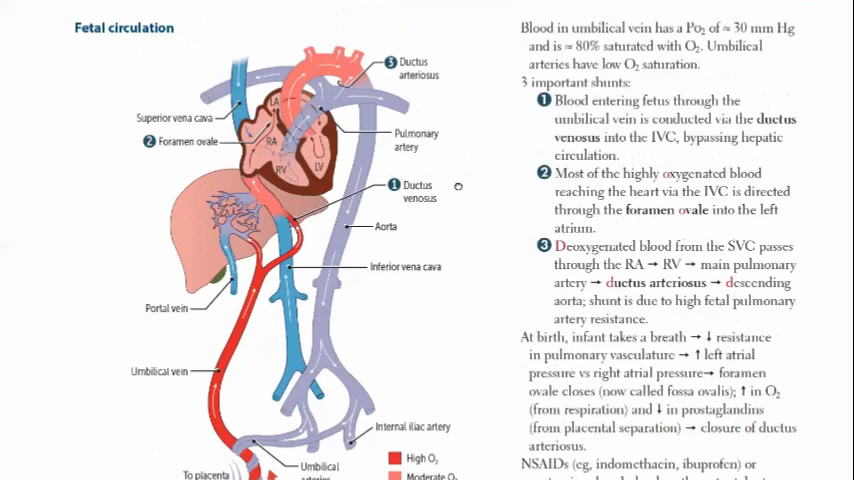 Fetal circulation
3 Ductus
arteriosus
Superior vena cava
2 Foramen ovale
LA
RA
RV
LV
Pulmonary
artery
1 Ductus
venosus
Aorta
Inferior vena cava
Portal vein
Umbilical vein
Internal iliac artery
To placenta
Umbilical
arteries
High O2
Moderate O2
Blood in umbilical vein has a PO2 of ≈ 30 mm Hg
and is ≈ 80% saturated with O2. Umbilical
arteries have low O2 saturation.
3 important shunts:
1 Blood entering fetus through the
umbilical vein is conducted via the ductus
venosus into the IVC, bypassing hepatic
circulation.
2 Most of the highly oxygenated blood
reaching the heart via the IVC is directed
through the foramen ovale into the left
atrium.
3 Deoxygenated blood from the SVC passes
through the RA → RV → main pulmonary
artery → ductus arteriosus → descending
aorta; shunt is due to high fetal pulmonary
artery resistance.
At birth, infant takes a breath → ↓ resistance
in pulmonary vasculature → ↑ left atrial
pressure vs right atrial pressure→ foramen
ovale closes (now called fossa ovalis); ↑ in O2
(from respiration) and ↓ in prostaglandins
(from placental separation) → closure of ductus
arteriosus.
NSAIDs (eg, indomethacin, ibuprofen) or